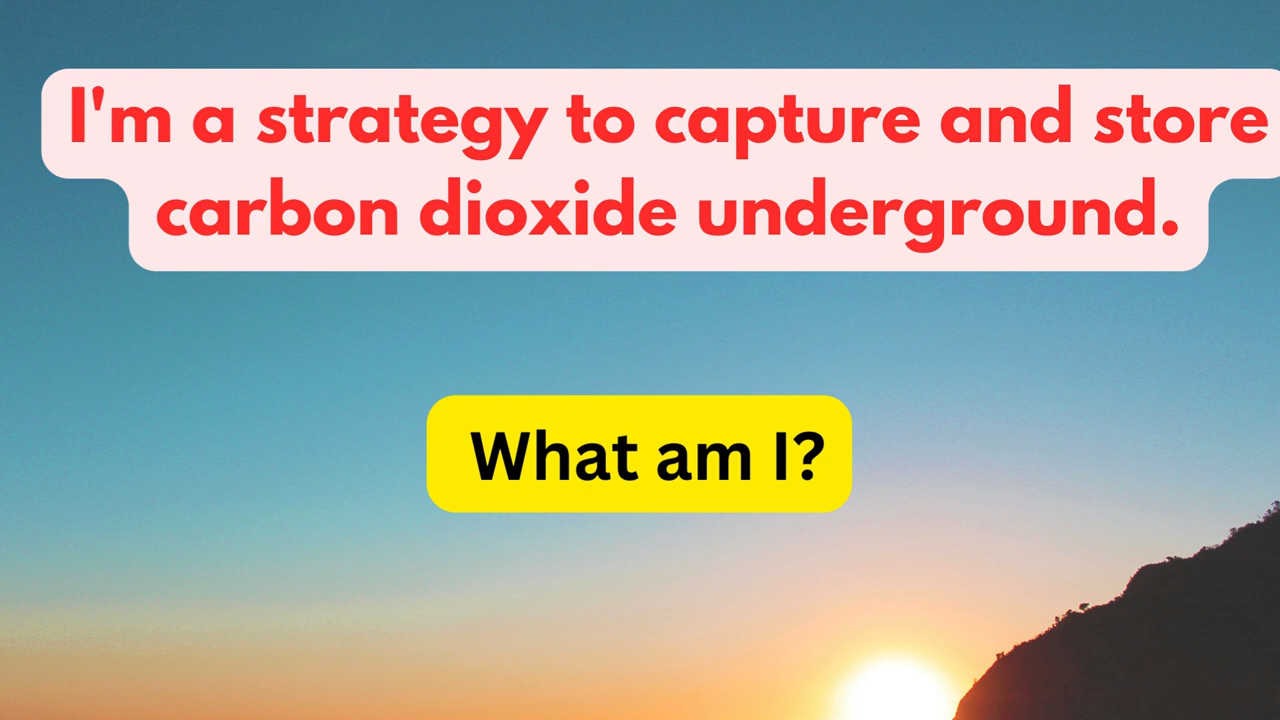 I'm a strategy to capture and store
carbon dioxide underground.
What am I?